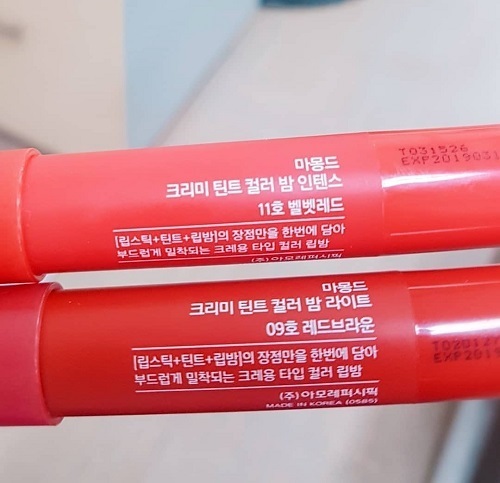 마몽드
크리미 틴트 컬러 밤 인텐스
11호 벨벳레드
[립스틱+틴트+립밤]의 장점만을 한번에 담아
부드럽게 밀착되는 크레용 타입 컬러 립밤
(주)아모레퍼시픽
TO31526
EXP2019031
마몽드
크리미 틴트 컬러 밤 라이트
09호 레드브라운
[립스틱+틴트+립밤]의 장점만을 한번에 담아
부드럽게 밀착되는 크레용 타입 컬러 립밤
(주)아모레퍼시픽
MADE IN KOREA (0585)